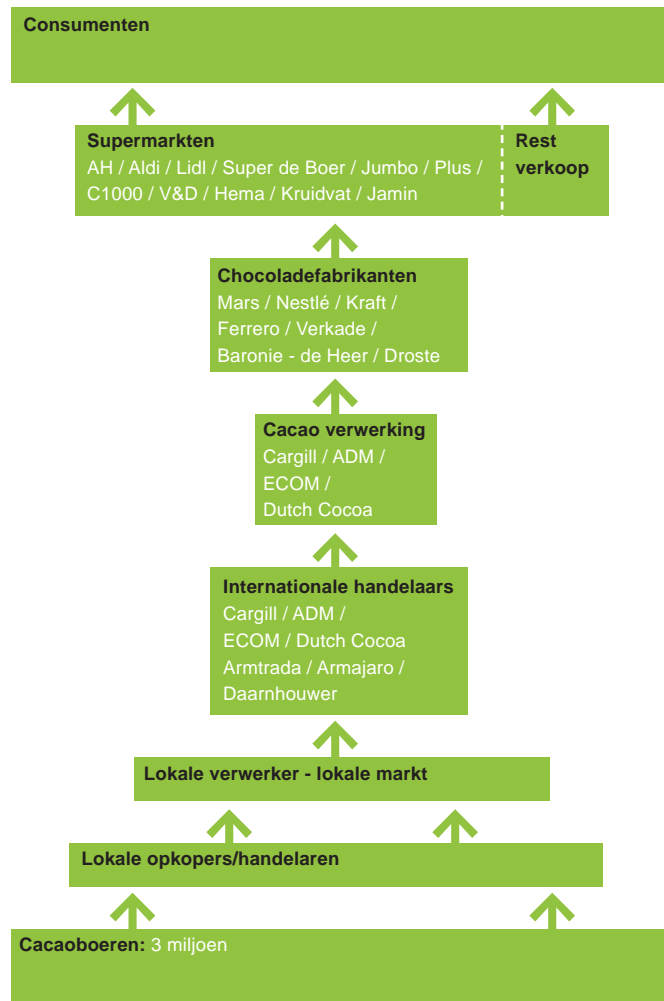 Consumenten
Supermarkten
AH / Aldi / Lidl / Super de Boer / Jumbo / Plus /
C1000 / V&D / Hema / Kruidvat / Jamin
Rest
verkoop
Chocoladefabrikanten
Mars / Nestlé / Kraft /
Ferrero / Verkade /
Baronie - de Heer / Droste
Cacao verwerking
Cargill / ADM /
ECOM /
Dutch Cocoa
Internationale handelaars
Cargill / ADM /
ECOM / Dutch Cocoa
Armtrada / Armajaro /
Daarnhouwer
Lokale verwerker - lokale markt
Lokale opkopers/handelaren
Cacaoboeren: 3 miljoen